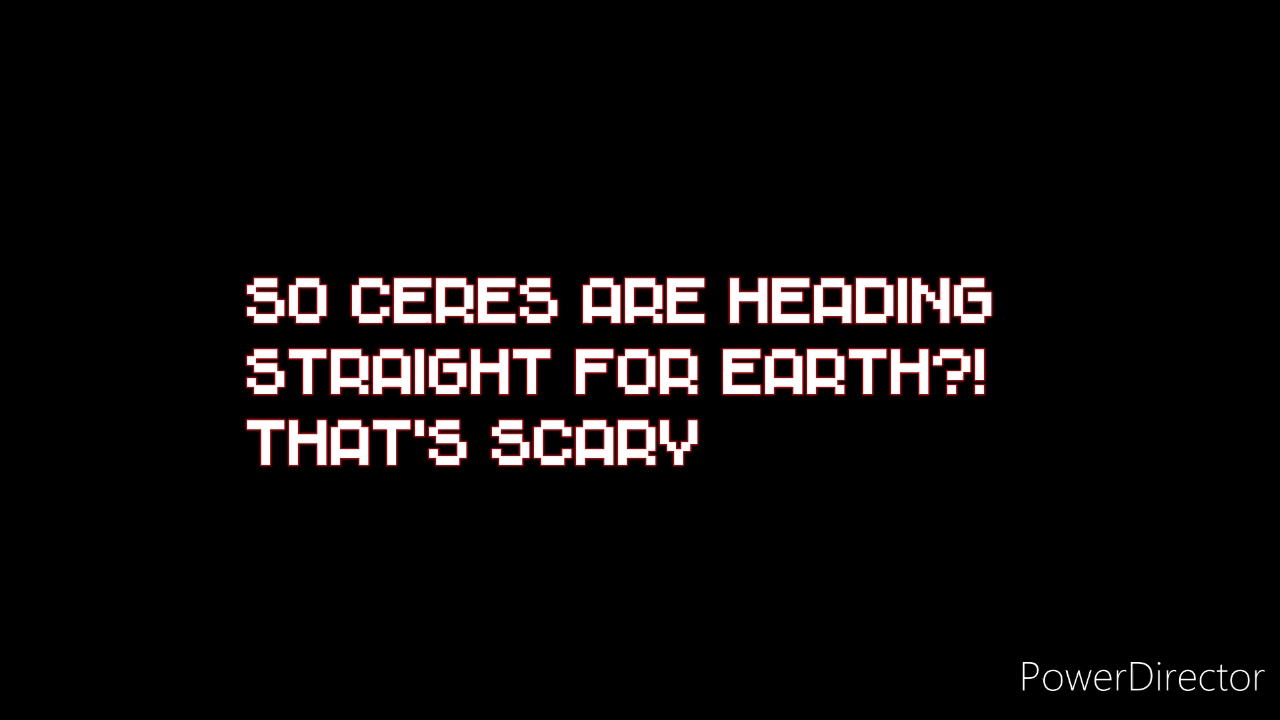 SO CERES ARE HEADING
STRAIGHT FOR EARTH?!
THAT'S SCARY
PowerDirector